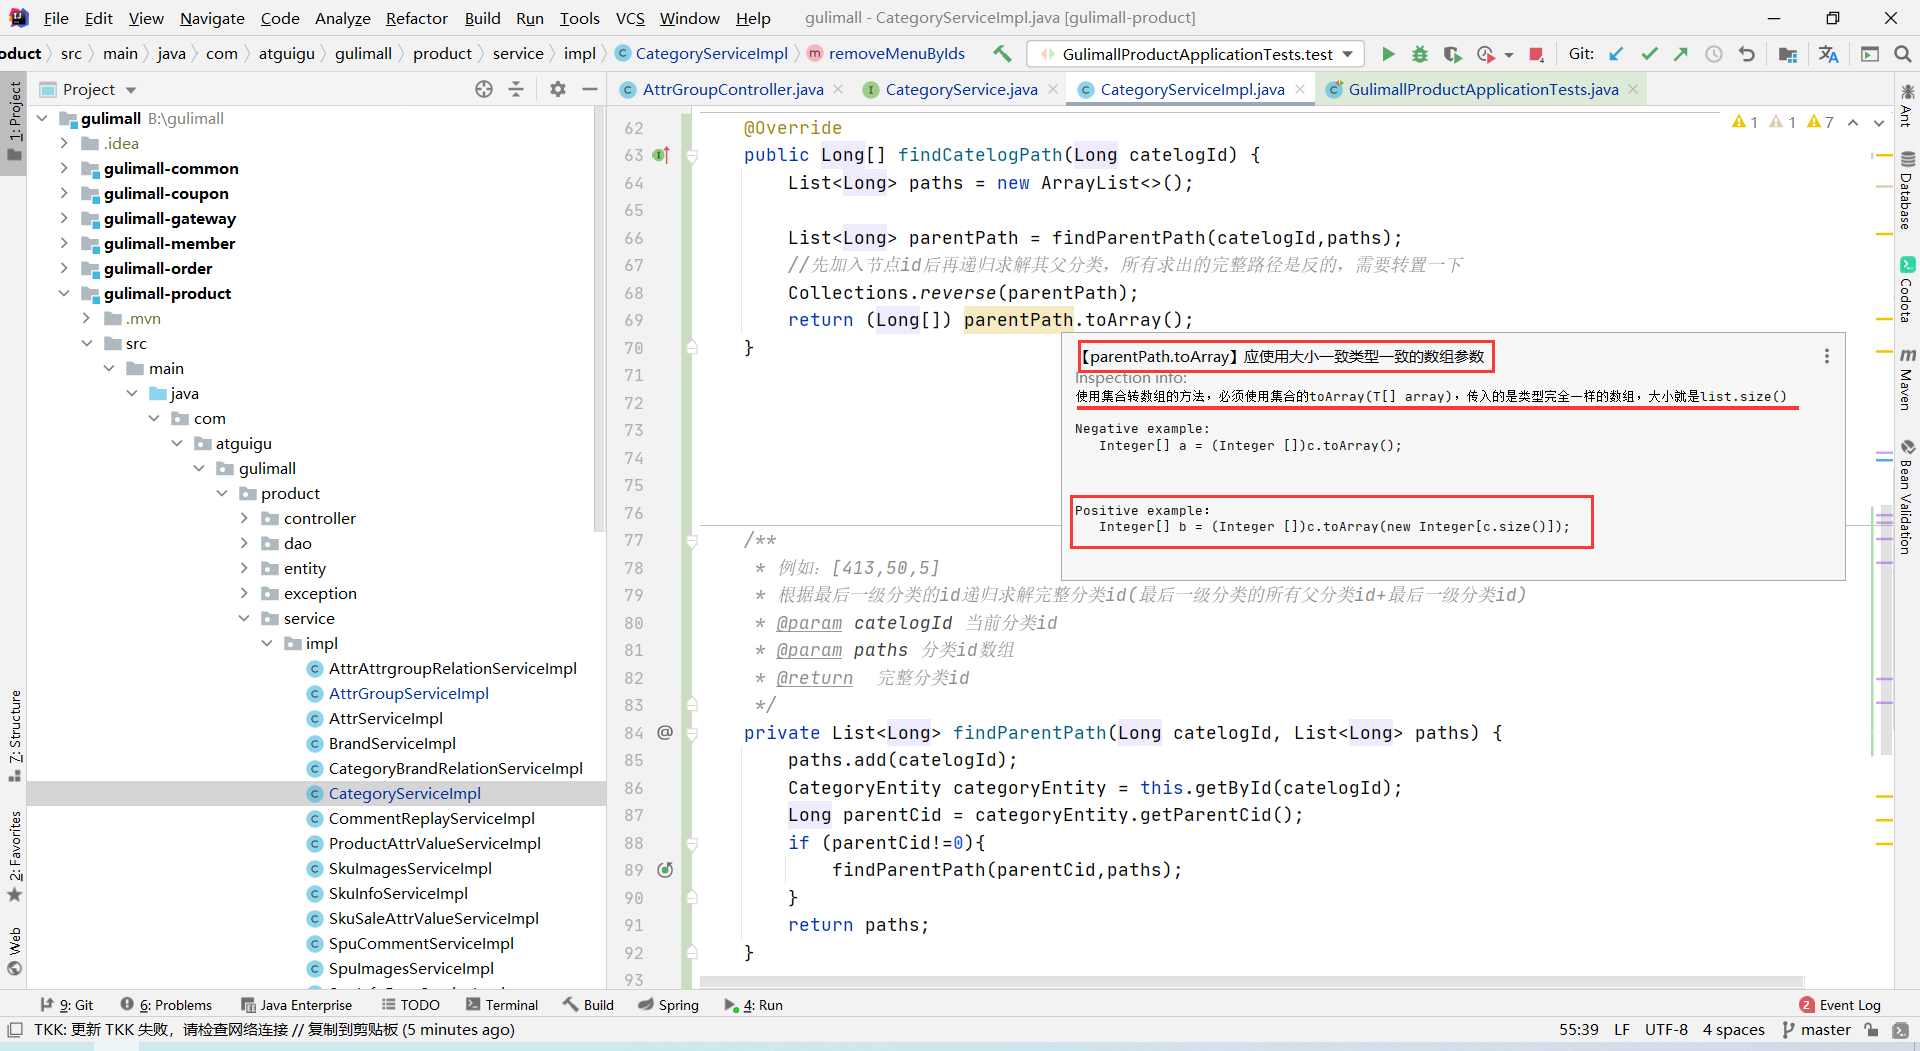 File Edit View Navigate Code Analyze Refactor Build Run Tools VCS Window Help gulimall - CategoryServiceImpl.java [gulimall-product]
oduct src main java com atguigu gulimall product service impl CategoryServiceImpl removeMenuByIds GulimallProductApplicationTests.test Git:
Project
AttrGroupController.java CategoryService.java CategoryServiceImpl.java GulimallProductApplicationTests.java
1: Project
7: Structure
2: Favorites
Web
gulimall B:\gulimall
.idea
gulimall-common
gulimall-coupon
gulimall-gateway
gulimall-member
gulimall-order
gulimall-product
.mvn
src
main
java
com
atguigu
gulimall
product
controller
dao
entity
exception
service
impl
AttrAttrgroupRelationServiceImpl
AttrGroupServiceImpl
AttrServiceImpl
BrandServiceImpl
CategoryBrandRelationServiceImpl
CategoryServiceImpl
CommentReplayServiceImpl
ProductAttrValueServiceImpl
SkuImagesServiceImpl
SkuInfoServiceImpl
SkuSaleAttrValueServiceImpl
SpuCommentServiceImpl
SpuImagesServiceImpl
1 1 7
62 @Override
63 public Long[] findCatelogPath(Long catelogId) {
64 List<Long> paths = new ArrayList<>();
65
66 List<Long> parentPath = findParentPath(catelogId,paths);
67 //先加入节点id后再递归求解其父分类，所有求出的完整路径是反的，需要转置一下
68 Collections.reverse(parentPath);
69 return (Long[]) parentPath.toArray();
70 }
71
72
73
74
75
76
77 /**
78 * 例如：[413,50,5]
79 * 根据最后一级分类的id递归求解完整分类id(最后一级分类的所有父分类id+最后一级分类id)
80 * @param catelogId 当前分类id
81 * @param paths 分类id数组
82 * @return 完整分类id
83 */
84 @ private List<Long> findParentPath(Long catelogId, List<Long> paths) {
85 paths.add(catelogId);
86 CategoryEntity categoryEntity = this.getById(catelogId);
87 Long parentCid = categoryEntity.getParentCid();
88 if (parentCid!=0){
89 findParentPath(parentCid,paths);
90 }
91 return paths;
92 }
93
【parentPath.toArray】应使用大小一致类型一致的数组参数
Inspection info:
使用集合转数组的方法，必须使用集合的toArray(T[] array)，传入的是类型完全一样的数组，大小就是list.size()
Negative example:
Integer[] a = (Integer [])c.toArray();
Positive example:
Integer[] b = (Integer [])c.toArray(new Integer[c.size()]);
Ant
Database
Codota
Maven
Bean Validation
9: Git 6: Problems Java Enterprise TODO Terminal Build Spring 4: Run 2 Event Log
TKK: 更新 TKK 失败，请检查网络连接 // 复制到剪贴板 (5 minutes ago) 55:39 LF UTF-8 4 spaces master